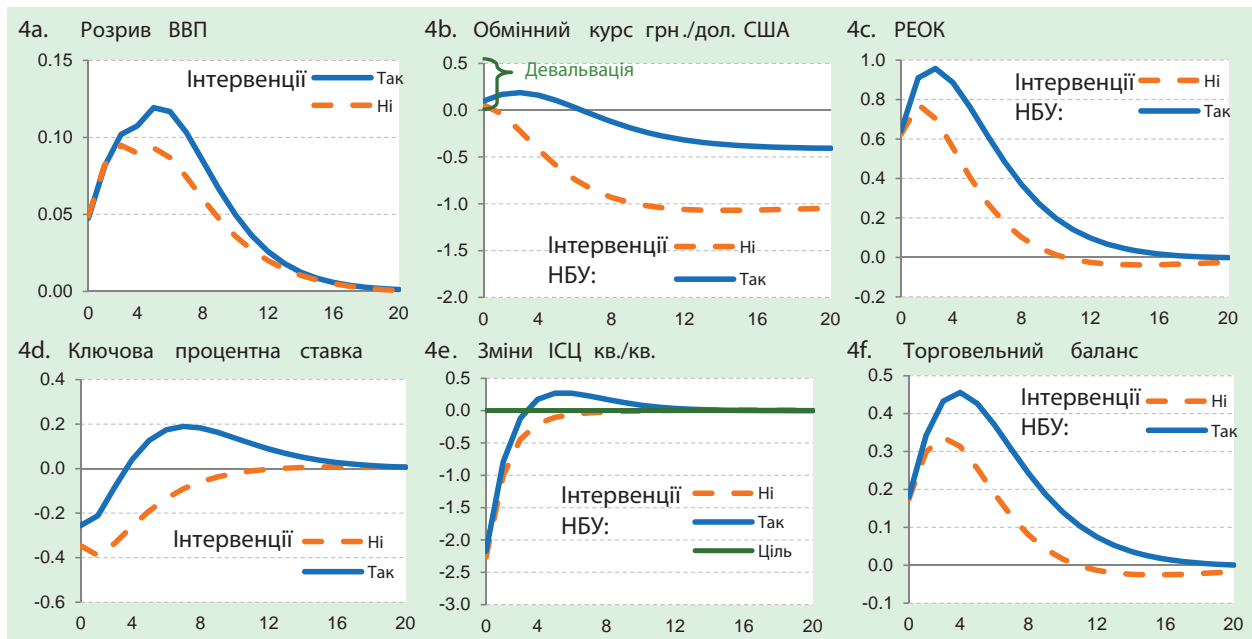 4a. Розрив ВВП
0.15
0.10
0.05
0.00
0 4 8 12 16 20
Інтервенції
Так
Ні
4b. Обмінний курс грн./дол. США
0.5
0.0
-0.5
-1.0
-1.5
-2.0
0 4 8 12 16 20
Девальвація
Інтервенції
НБУ:
Ні
Так
4c. РЕОК
1.0
0.8
0.6
0.4
0.2
0.0
-0.2
0 4 8 12 16 20
Інтервенції
НБУ:
Ні
Так
4d. Ключова процентна ставка
0.4
0.2
0.0
-0.2
-0.4
-0.6
0 4 8 12 16 20
Інтервенції
Ні
Так
4e. Зміни ІСЦ кв./кв.
0.5
0.0
-0.5
-1.0
-1.5
-2.0
-2.5
-3.0
0 4 8 12 16 20
Інтервенції
НБУ:
Ні
Так
Ціль
4f. Торговельний баланс
0.5
0.4
0.3
0.2
0.1
0.0
-0.1
0 4 8 12 16 20
Інтервенції
НБУ:
Ні
Так